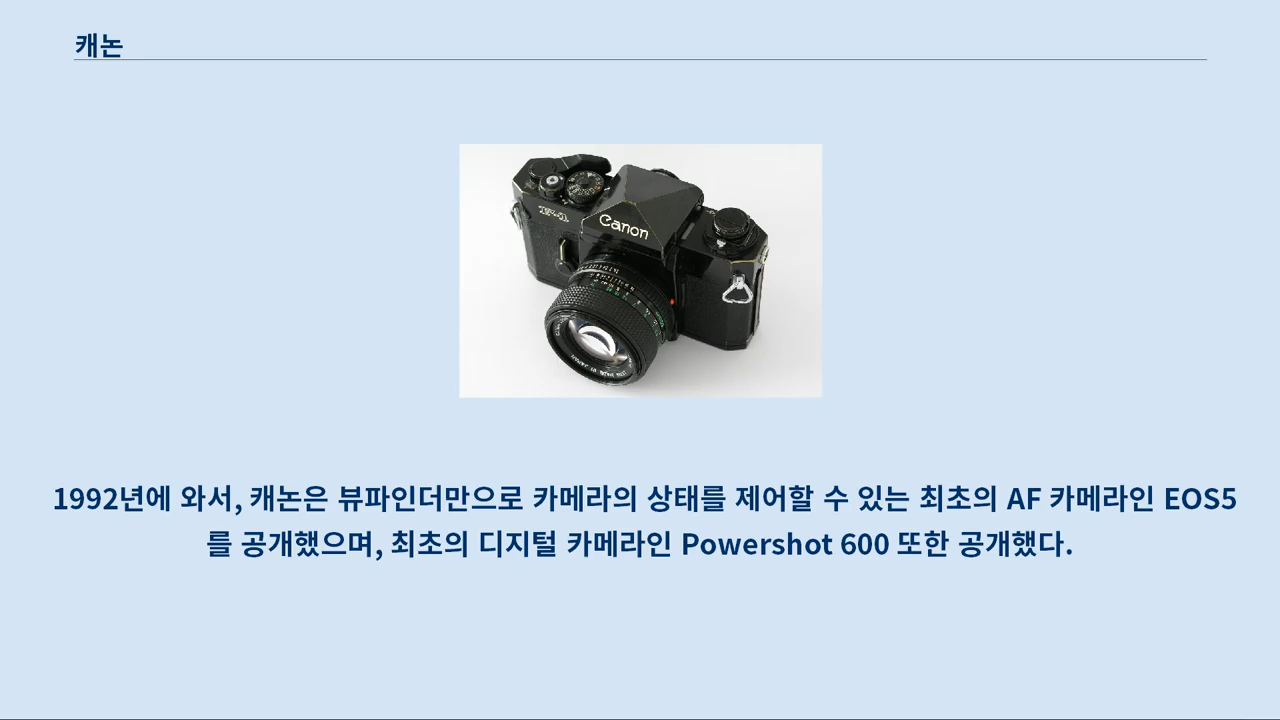 캐논
F-1
Canon
1992년에 와서, 캐논은 뷰파인더만으로 카메라의 상태를 제어할 수 있는 최초의 AF 카메라인 EOS5
를 공개했으며, 최초의 디지털 카메라인 Powershot 600 또한 공개했다.